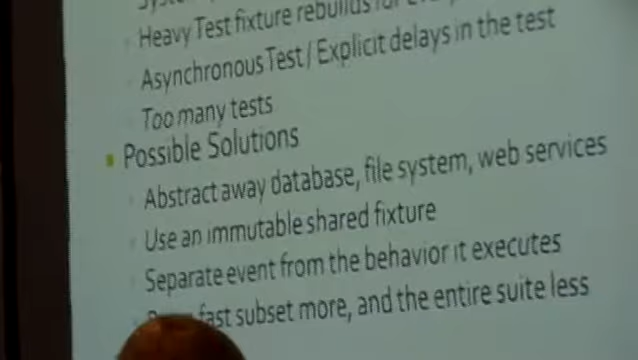 Heavy Test fixture rebuilds for
Asynchronous Test / Explicit delays in the test
Too many tests
Possible Solutions
Abstract away database, file system, web services
Use an immutable shared fixture
Separate event from the behavior it executes
fast subset more, and the entire suite less